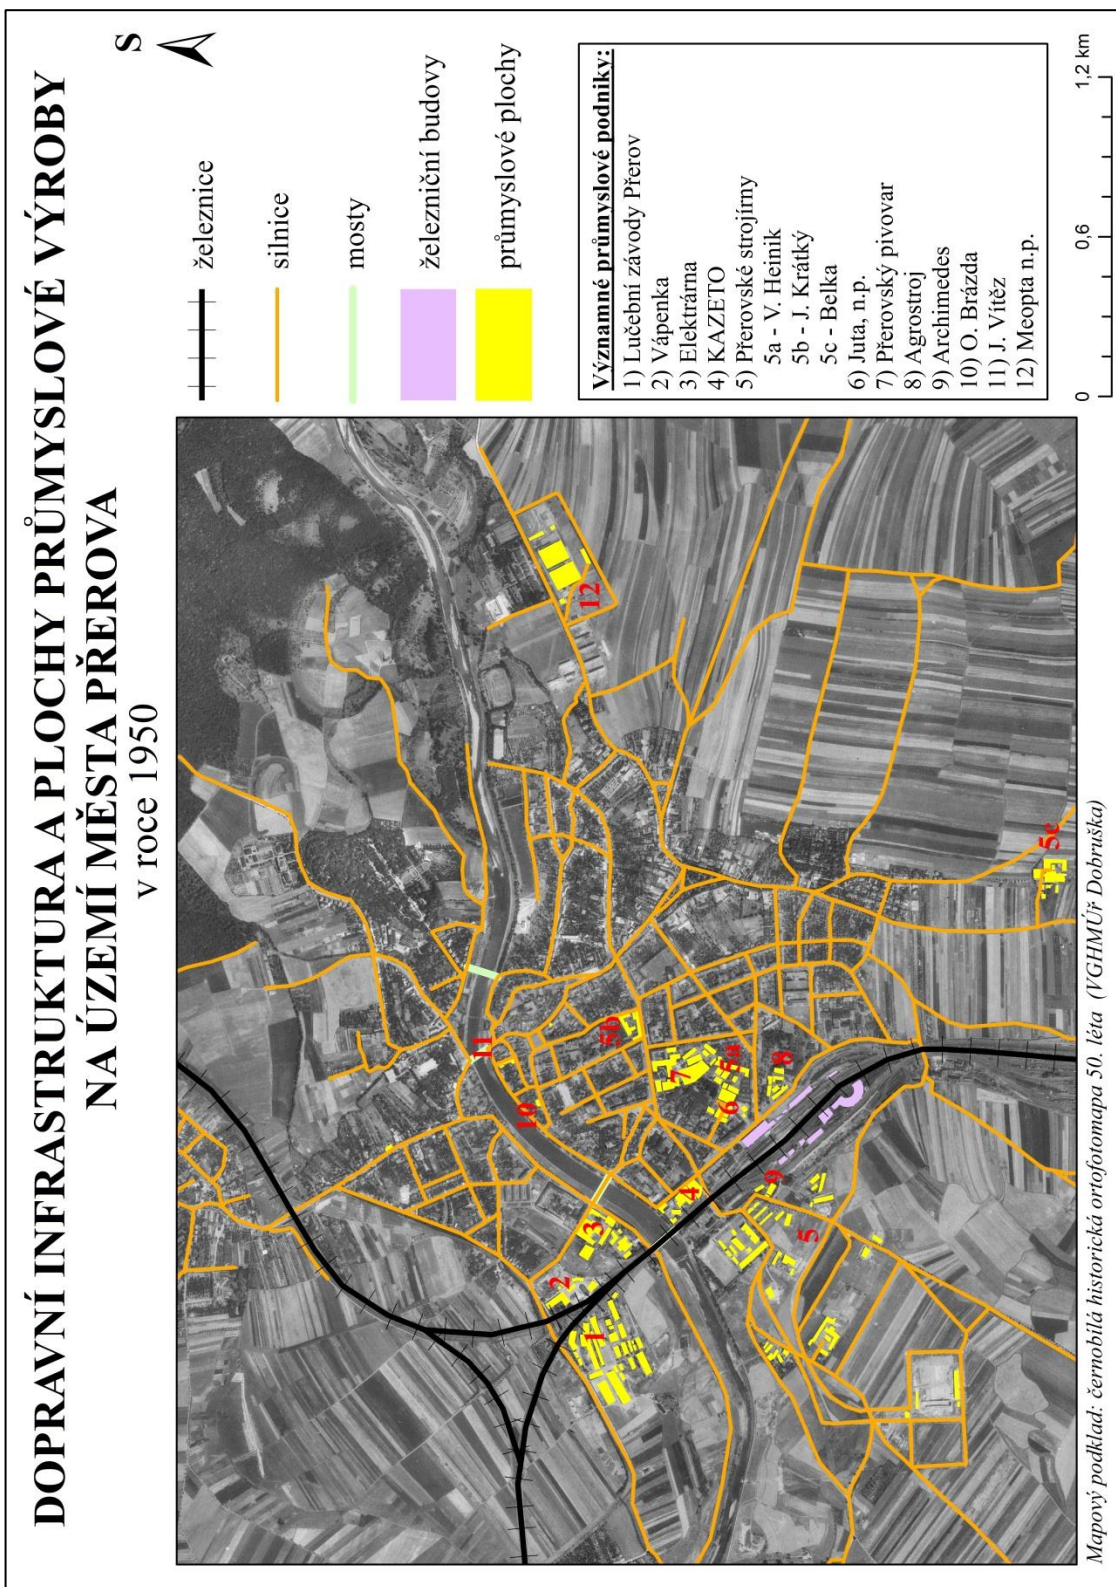 DOPRAVNÍ INFRASTRUKTURA A PLOCHY PRŮMYSLOVÉ VÝROBY
NA ÚZEMÍ MĚSTA PŘEROVA
v roce 1950
S
železnice
silnice
mosty
železniční budovy
průmyslové plochy
Významné průmyslové podniky:
1) Lučební závody Přerov
2) Vápenka
3) Elektrárna
4) KAZETO
5) Přerovské strojírny
5a - V. Heinik
5b - J. Krátký
5c - Belka
6) Juta, n.p.
7) Přerovský pivovar
8) Agrostroj
9) Archimedes
10) O. Brázda
11) J. Vítěz
12) Meopta n.p.
0 0,6 1,2 km
1
2
3
4
5
5a
5b
5c
6
7
8
9
10
11
12
Mapový podklad: černobílá historická ortofotomapa 50. léta (VGHMÚř Dobruška)